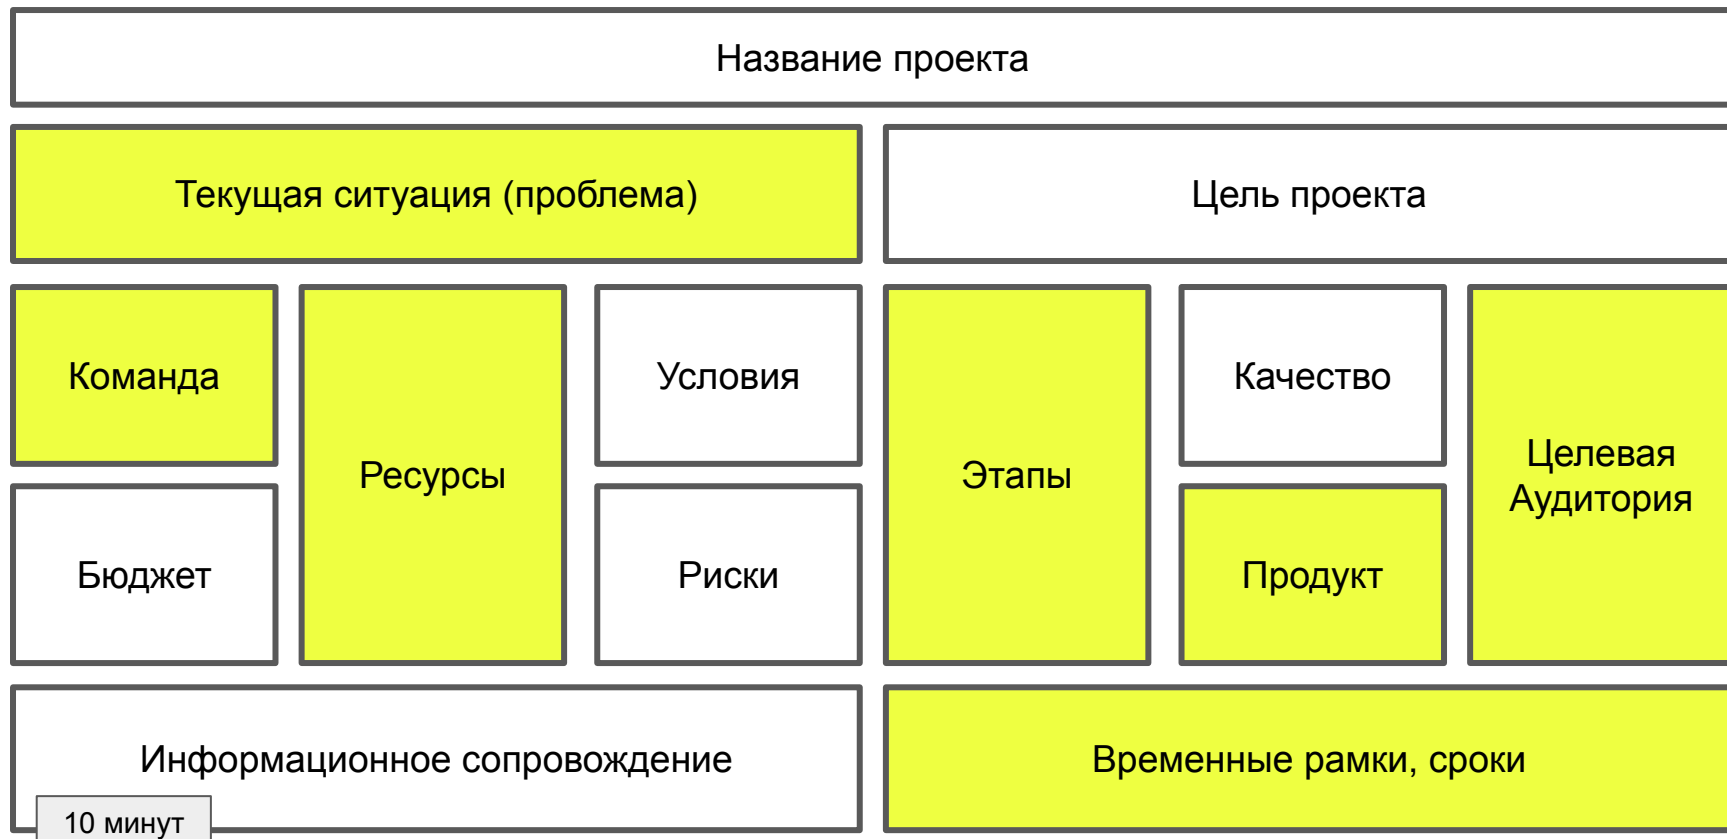 Название проекта
Текущая ситуация (проблема)
Цель проекта
Команда
Ресурсы
Условия
Этапы
Качество
Целевая
Аудитория
Бюджет
Риски
Продукт
Информационное сопровождение
Временные рамки, сроки
10 минут